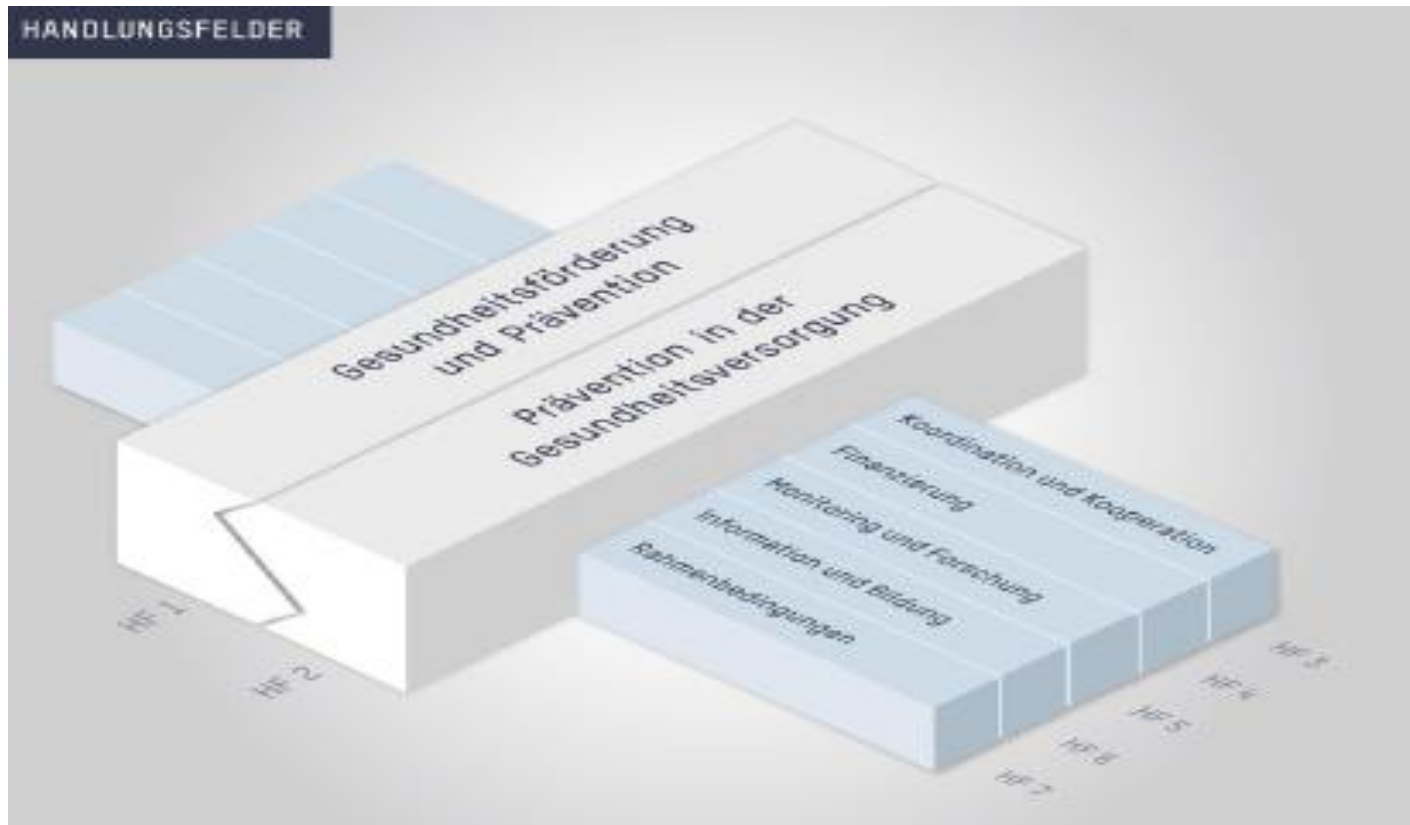 HANDLUNGSFELDER
Gesundheitsförderung
und Prävention
Prävention in der
Gesundheitsversorgung
Koordination und Kooperation
Finanzierung
Monitoring und Forschung
Information und Bildung
Rahmenbedingungen
HF 1
HF 2
HF 3
HF 4
HF 5
HF 6
HF 7